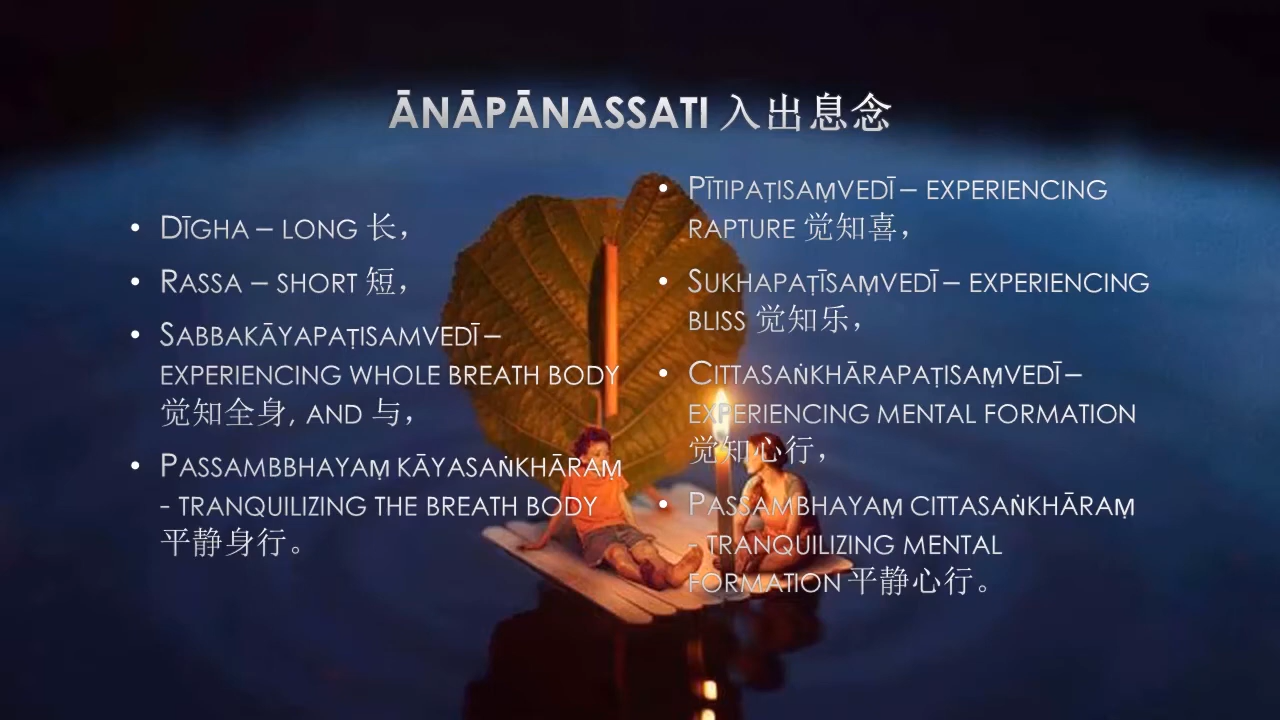 ĀNĀPĀNASSATI 入出息念
• DĪGHA – LONG 长，
• RASSA – SHORT 短，
• SABBAKĀYAPAṬISAMVEDĪ –
EXPERIENCING WHOLE BREATH BODY
觉知全身, AND 与，
• PASSAMBBHAYAṂ KĀYASAṄKHĀRAṂ
- TRANQUILIZING THE BREATH BODY
平静身行。
• PĪTIPAṬISAṂVEDĪ – EXPERIENCING
RAPTURE 觉知喜，
• SUKHAPAṬĪSAṂVEDĪ – EXPERIENCING
BLISS 觉知乐，
• CITTASAṄKHĀRAPAṬISAṂVEDĪ –
EXPERIENCING MENTAL FORMATION
觉知心行，
• PASSAMBHAYAṂ CITTASAṄKHĀRAṂ
- TRANQUILIZING MENTAL
FORMATION 平静心行。